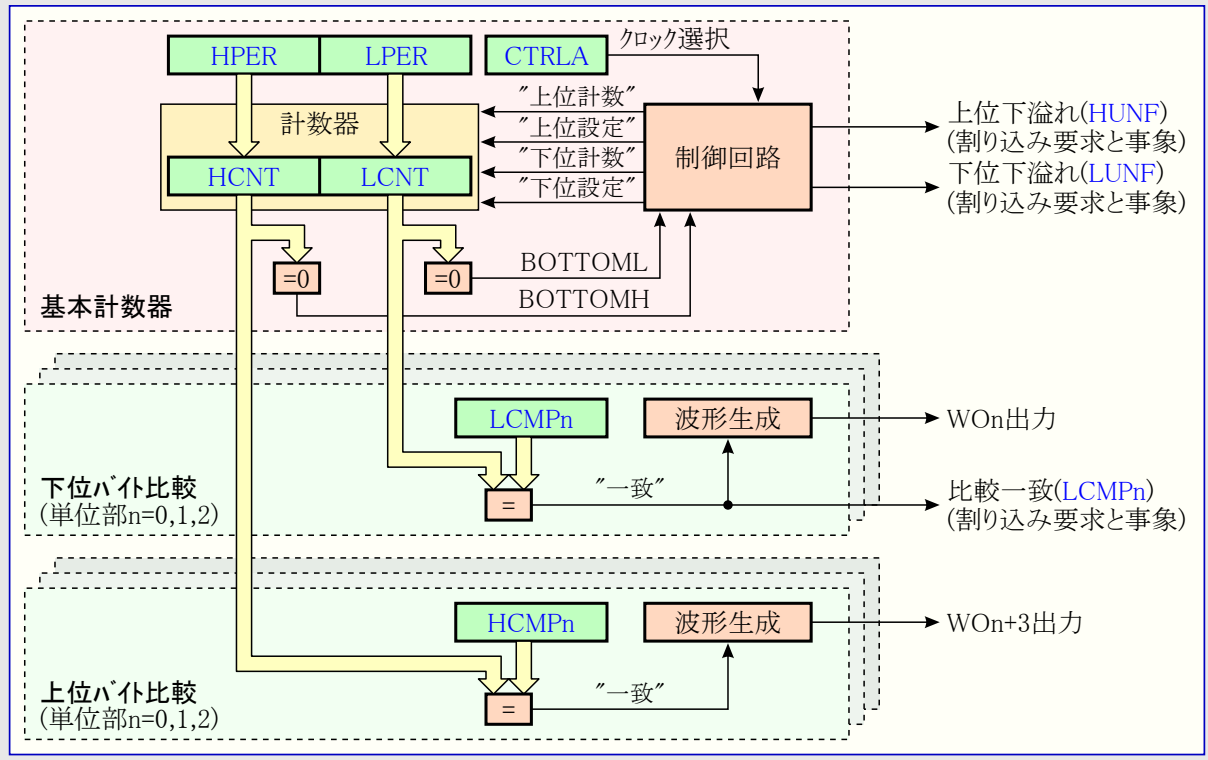 HPER
LPER
CTRLA
クロック選択
計数器
"上位計数"
"上位設定"
"下位計数"
"下位設定"
制御回路
上位下溢れ(HUNF)
(割り込み要求と事象)
下位下溢れ(LUNF)
(割り込み要求と事象)
HCNT
LCNT
=0
=0
BOTTOML
BOTTOMH
基本計数器
LCMPn
波形生成
WOn出力
下位バイト比較
(単位部n=0,1,2)
=
"一致"
比較一致(LCMPn)
(割り込み要求と事象)
HCMPn
波形生成
WOn+3出力
上位バイト比較
(単位部n=0,1,2)
=
"一致"